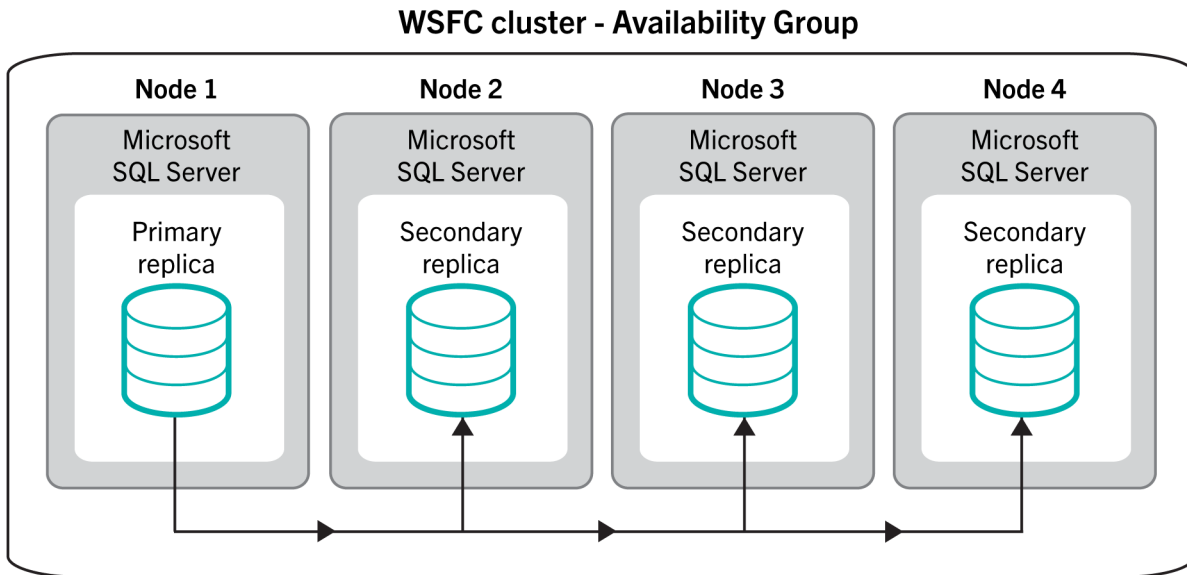 WSFC cluster - Availability Group
Node 1
Microsoft
SQL Server
Primary
replica
Node 2
Microsoft
SQL Server
Secondary
replica
Node 3
Microsoft
SQL Server
Secondary
replica
Node 4
Microsoft
SQL Server
Secondary
replica